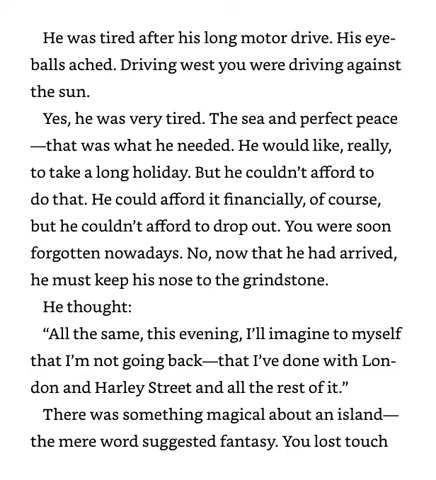 He was tired after his long motor drive. His eye-
balls ached. Driving west you were driving against
the sun.
Yes, he was very tired. The sea and perfect peace
—that was what he needed. He would like, really,
to take a long holiday. But he couldn’t afford to
do that. He could afford it financially, of course,
but he couldn’t afford to drop out. You were soon
forgotten nowadays. No, now that he had arrived,
he must keep his nose to the grindstone.
He thought:
“All the same, this evening, I’ll imagine to myself
that I’m not going back—that I’ve done with Lon-
don and Harley Street and all the rest of it.”
There was something magical about an island—
the mere word suggested fantasy. You lost touch